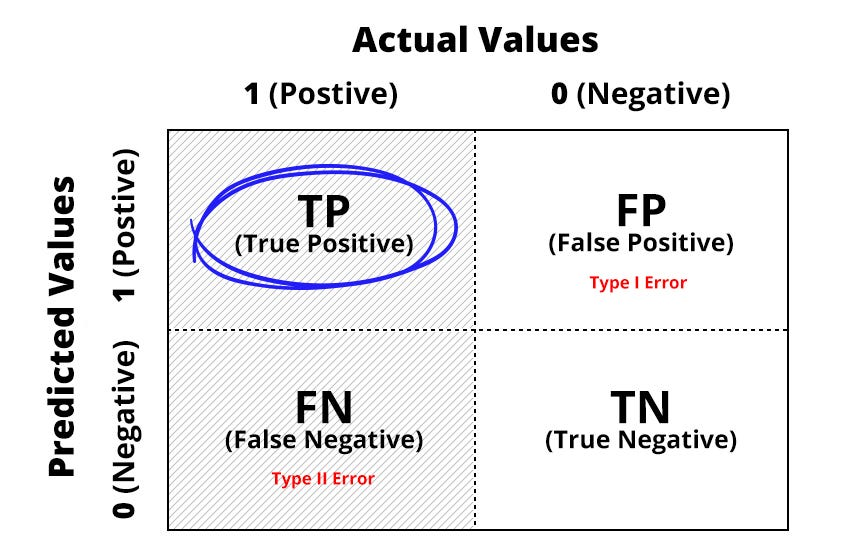 Actual Values
1 (Postive)
0 (Negative)
Predicted Values
1 (Postive)
0 (Negative)
TP
(True Positive)
FP
(False Positive)
Type I Error
FN
(False Negative)
Type II Error
TN
(True Negative)